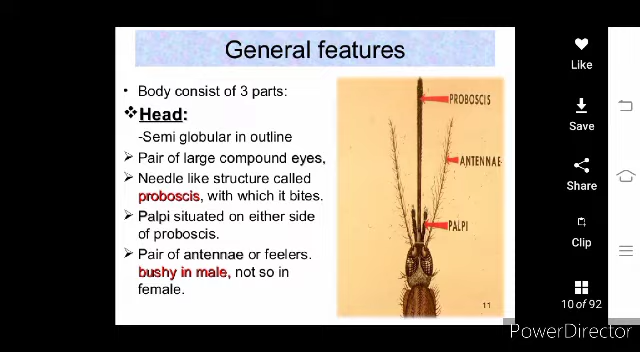 General features
• Body consist of 3 parts:
❖Head:
-Semi globular in outline
➢ Pair of large compound eyes,
➢ Needle like structure called
proboscis, with which it bites.
➢ Palpi situated on either side
of proboscis.
➢ Pair of antennae or feelers.
bushy in male, not so in
female.
PROBOSCIS
ANTENNAE
PALPI
11
Like
Save
Share
Clip
10 of 92
PowerDirector